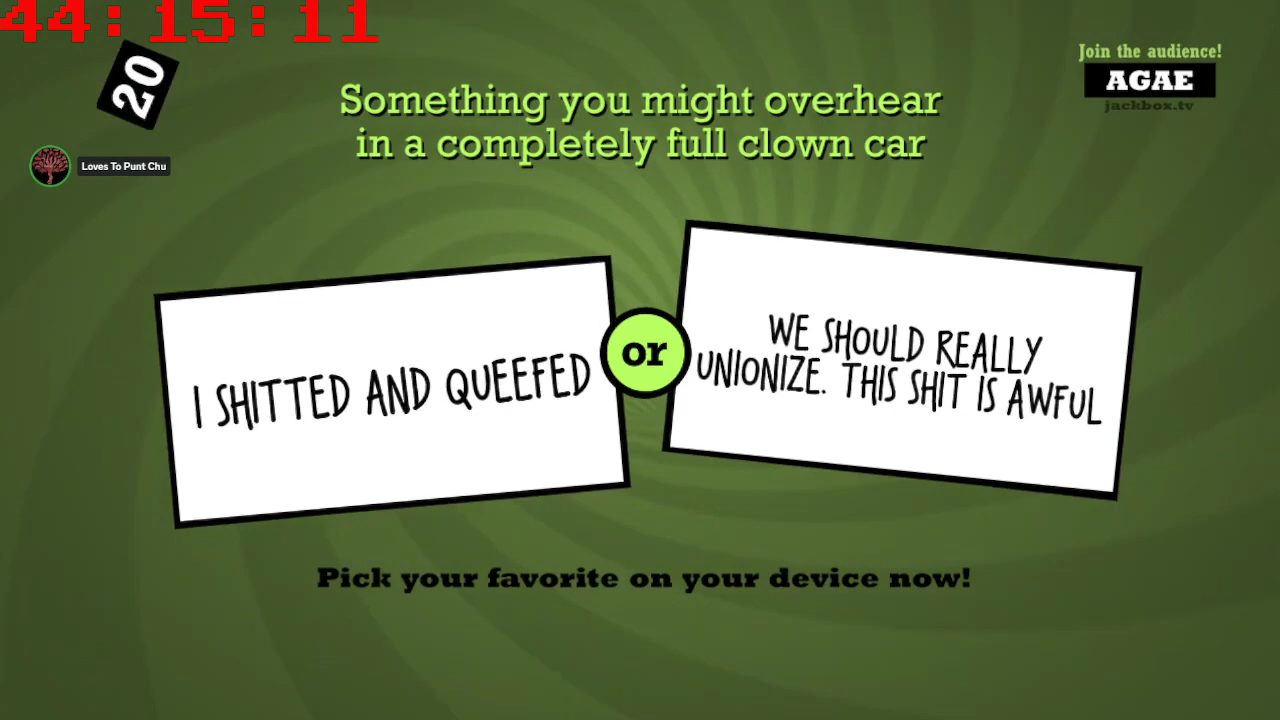 44:15:11
20
Join the audience!
AGAE
jackbox.tv
Something you might overhear
in a completely full clown car
Loves To Punt Chu
I SHITTED AND QUEEFED
or
WE SHOULD REALLY
UNIONIZE. THIS SHIT IS AWFUL
Pick your favorite on your device now!